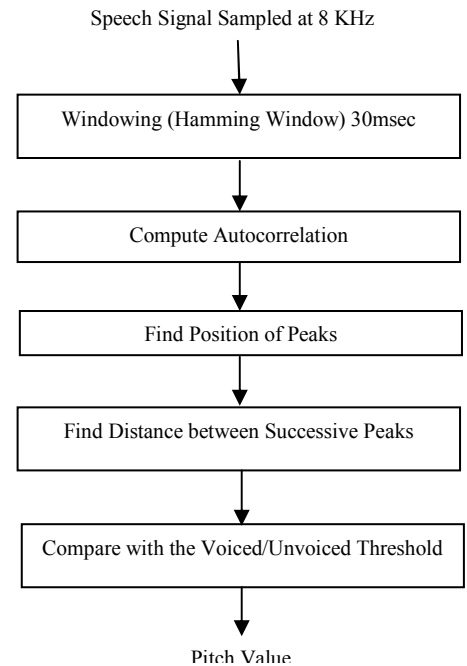 Speech Signal Sampled at 8 KHz
Windowing (Hamming Window) 30msec
Compute Autocorrelation
Find Position of Peaks
Find Distance between Successive Peaks
Compare with the Voiced/Unvoiced Threshold
Pitch Value